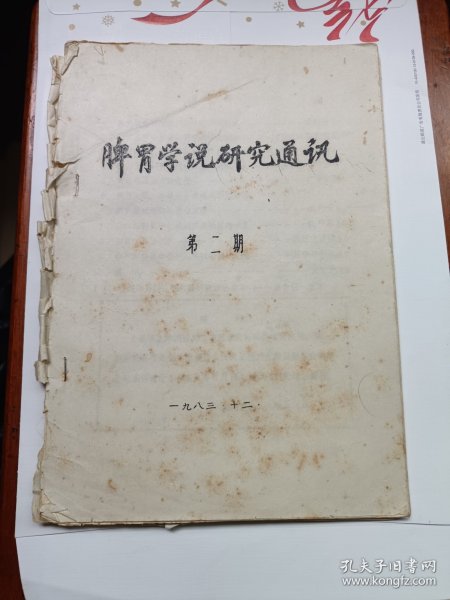 脾胃学说研究通讯
第二期
一九八三·十二·
孔夫子旧书网
www.kongfz.com